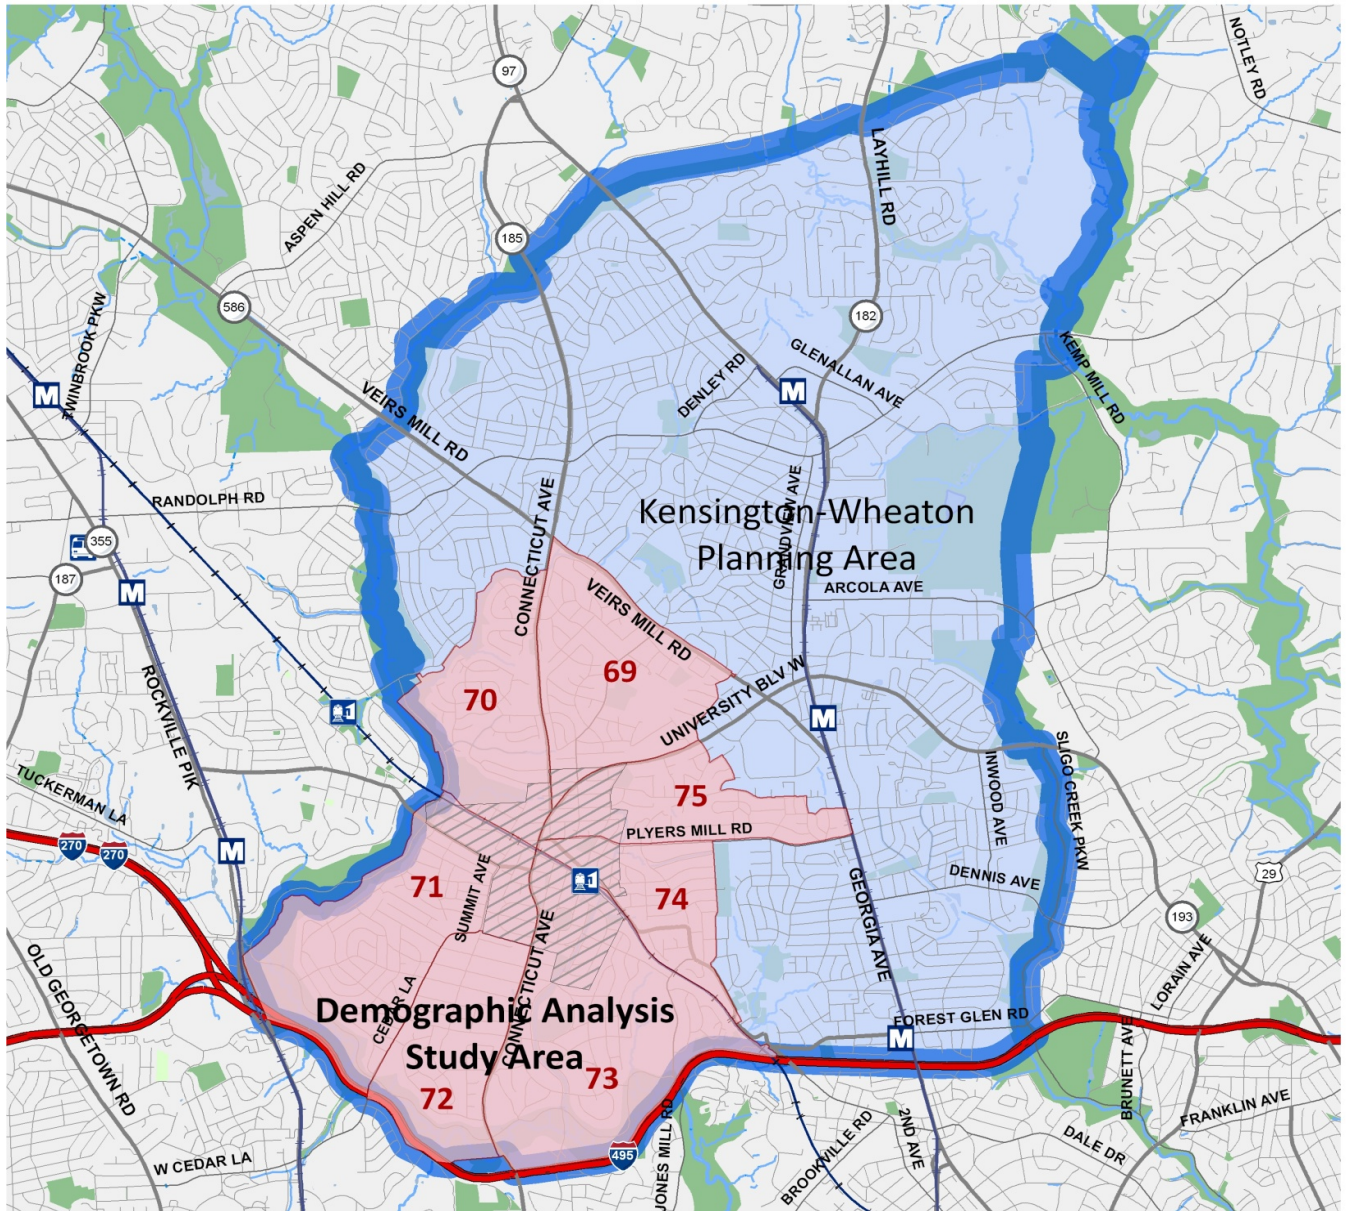 NOTLEY RD
97
LAYHILL RD
ASPEN HILL RD
185
586
182
TWINBROOK PKW
KEMP MILL RD
GLENALLAN AVE
DENLEY RD
M
M
VEIRS MILL RD
RANDOLPH RD
CONNECTICUT AVE
GRANDVIEW AVE
Kensington-Wheaton
Planning Area
355
187
M
ARCOLA AVE
VEIRS MILL RD
69
70
UNIVERSITY BLV W
ROCKVILLE PIK
M
SLIGO CREEK PKW
INWOOD AVE
TUCKERMAN LA
75
PLYERS MILL RD
270
270
M
71
SUMMIT AVE
74
GEORGIA AVE
DENNIS AVE
29
193
OLD GEORGETOWN RD
CONNECTICUT AVE
LORAIN AVE
CEDAR LA
Demographic Analysis
Study Area
FOREST GLEN RD
M
72
73
BRUNETT AVE
FRANKLIN AVE
W CEDAR LA
495
JONES MILL RD
BROOKVILLE RD
2ND AVE
DALE DR